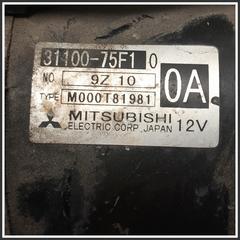 31100-75F1 0
NO. 9Z 10
TYPE M000T81981
0A
MITSUBISHI
ELECTRIC CORP. JAPAN 12V